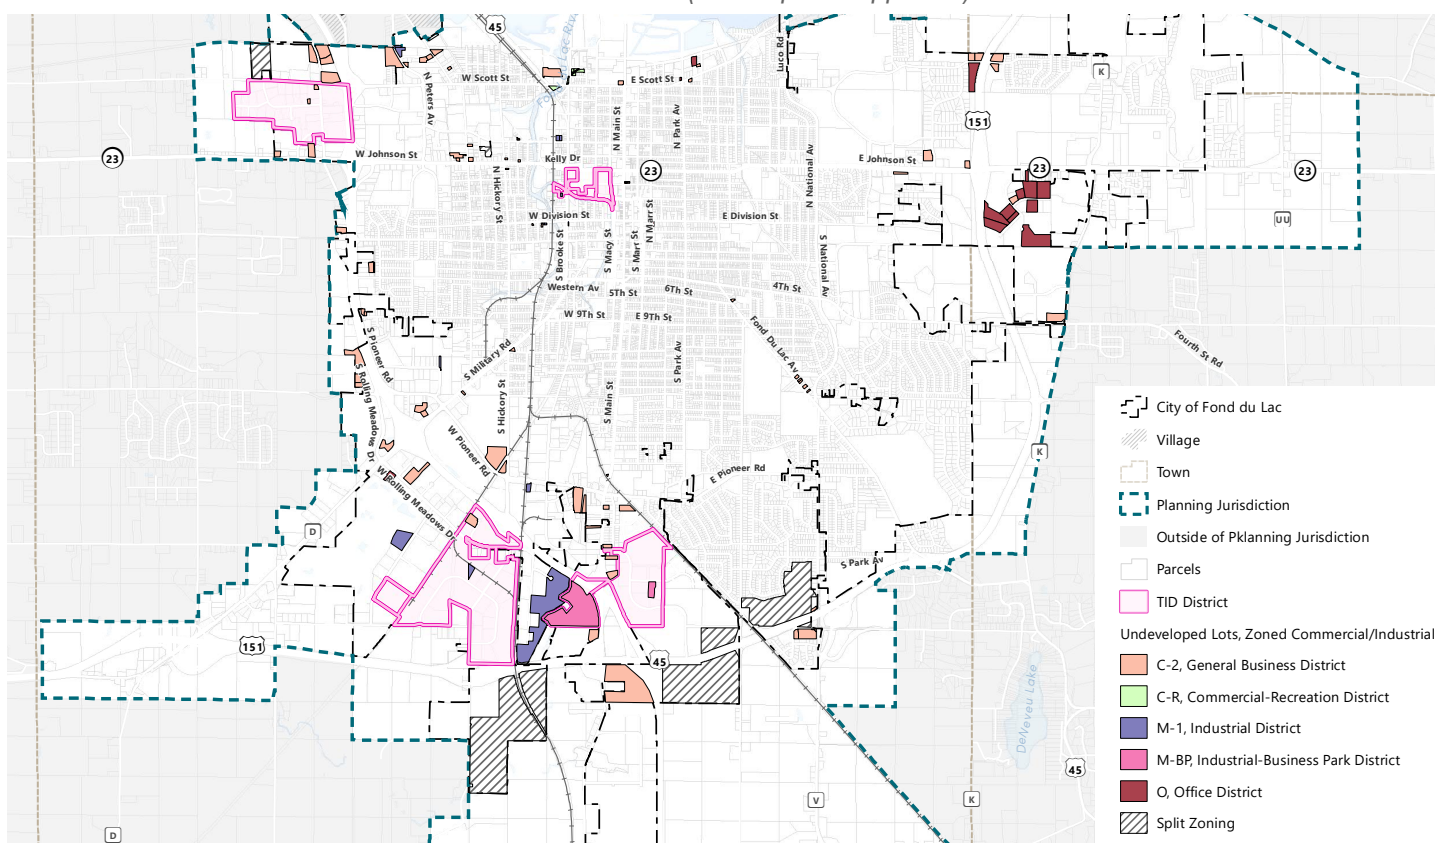 45
Fond du Lac River
Luco Rd
W Scott St
E Scott St
N Peters Av
N Main St
N Park Av
K
151
23
W Johnson St
Kelly Dr
23
E Johnson St
23
23
N Hickory St
N National Av
W Division St
E Division St
N Marr St
UU
S Brooke St
S Macy St
S Marr St
S National Av
Western Av
5Th St
6Th St
4Th St
W 9Th St
E 9Th St
Fond Du Lac Av
S Pioneer Rd
S Military Rd
S Park Av
Fourth St Rd
S Rolling Meadows Dr
S Hickory St
S Main St
W Pioneer Rd
E Pioneer Rd
K
W Rolling Meadows Dr
D
S Park Av
151
45
DeNeveu Lake
45
V
K
D
City of Fond du Lac
Village
Town
Planning Jurisdiction
Outside of Pklanning Jurisdiction
Parcels
TID District
Undeveloped Lots, Zoned Commercial/Industrial
C-2, General Business District
C-R, Commercial-Recreation District
M-1, Industrial District
M-BP, Industrial-Business Park District
O, Office District
Split Zoning